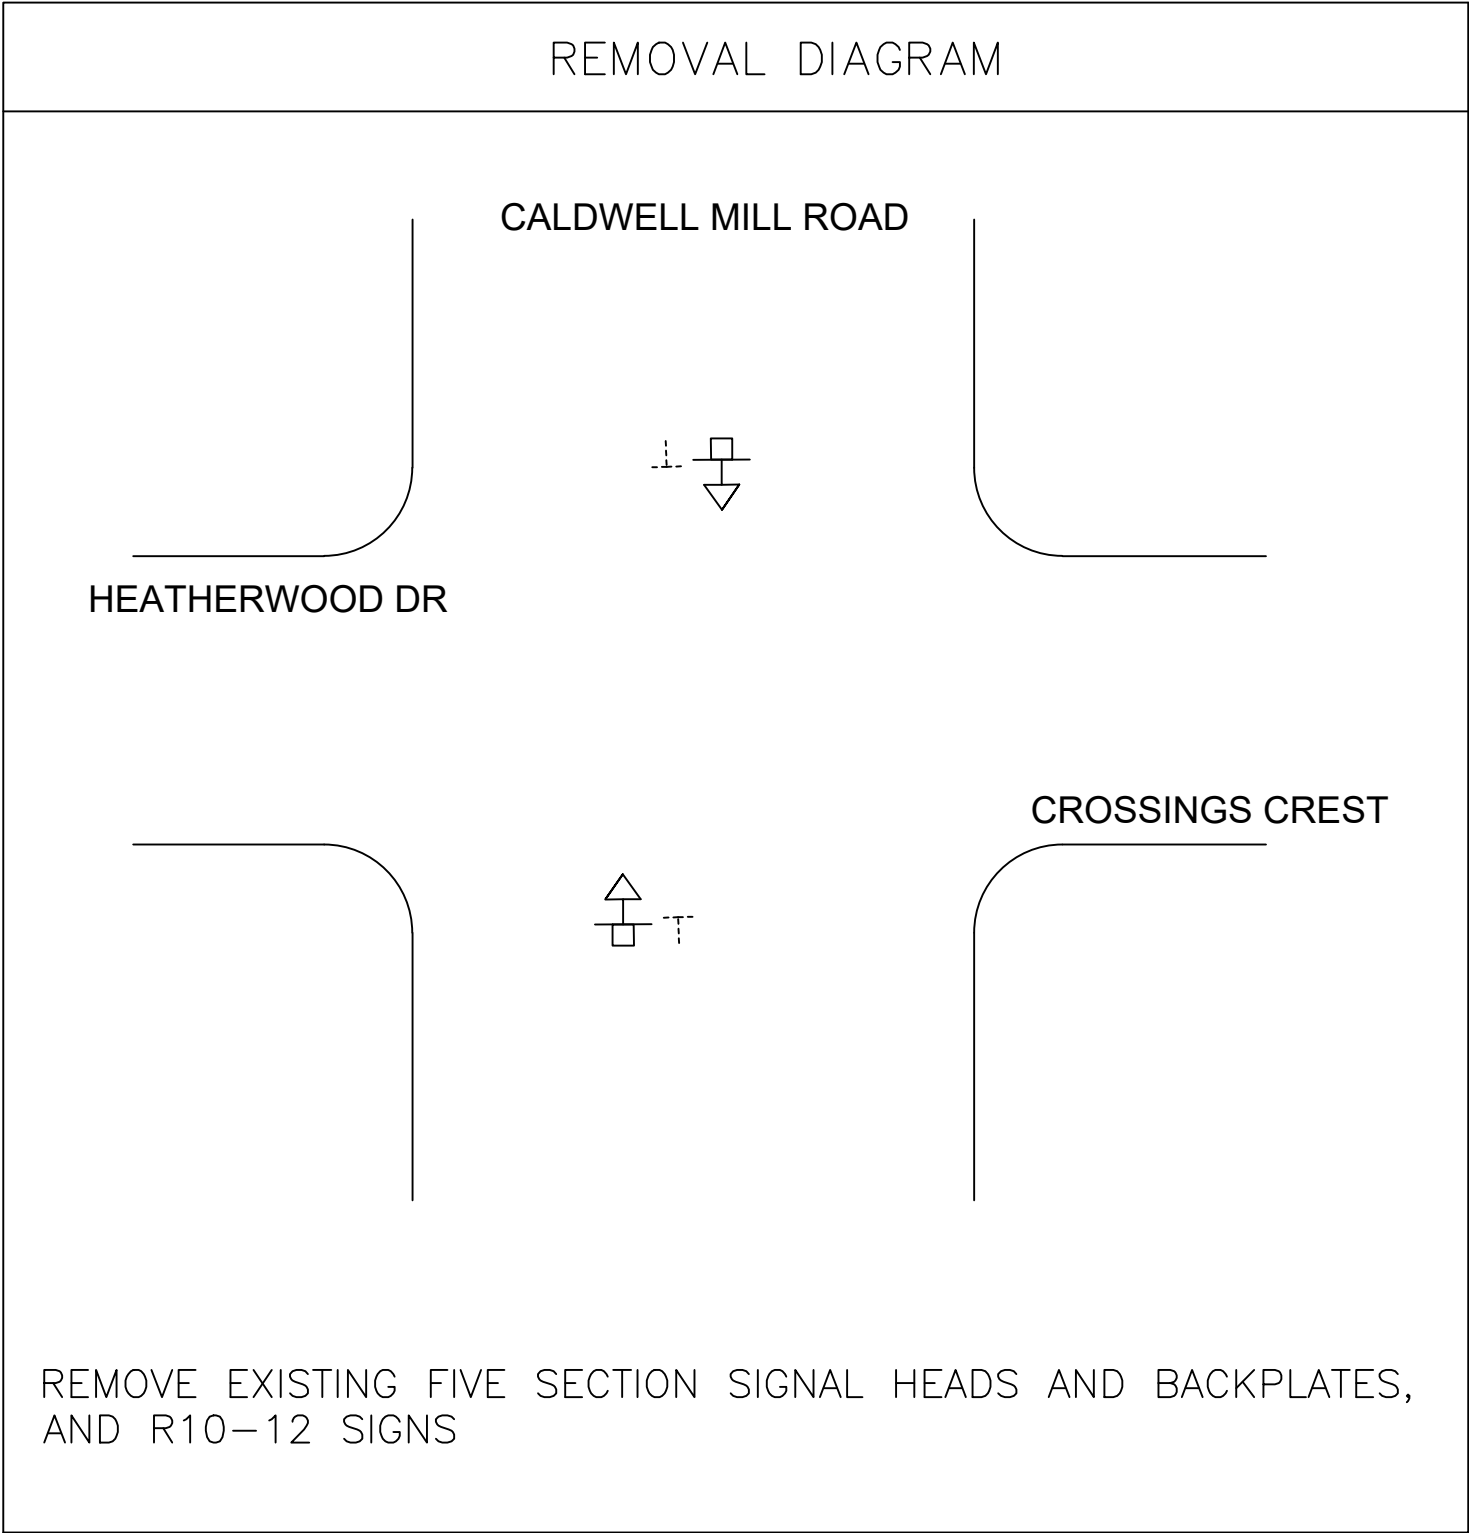 REMOVAL DIAGRAM
CALDWELL MILL ROAD
HEATHERWOOD DR
CROSSINGS CREST
REMOVE EXISTING FIVE SECTION SIGNAL HEADS AND BACKPLATES,
AND R10-12 SIGNS